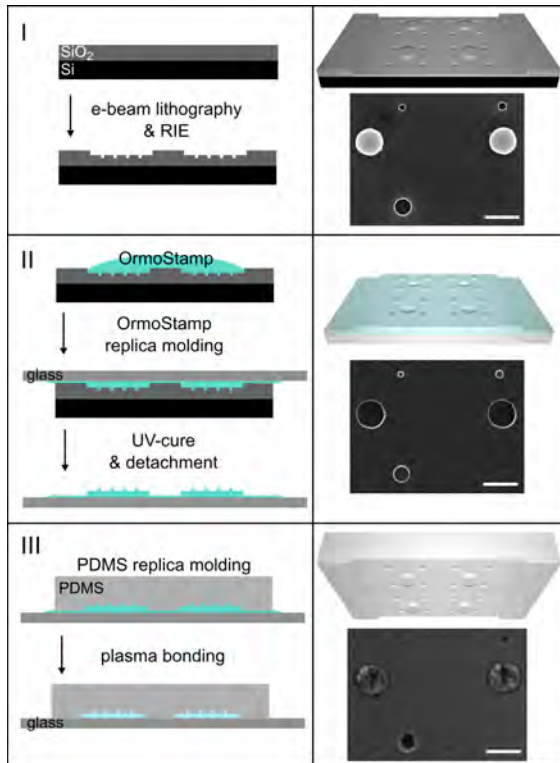 I
SiO₂
Si
e-beam lithography
& RIE
II
OrmoStamp
OrmoStamp
replica molding
glass
UV-cure
& detachment
III
PDMS replica molding
PDMS
plasma bonding
glass